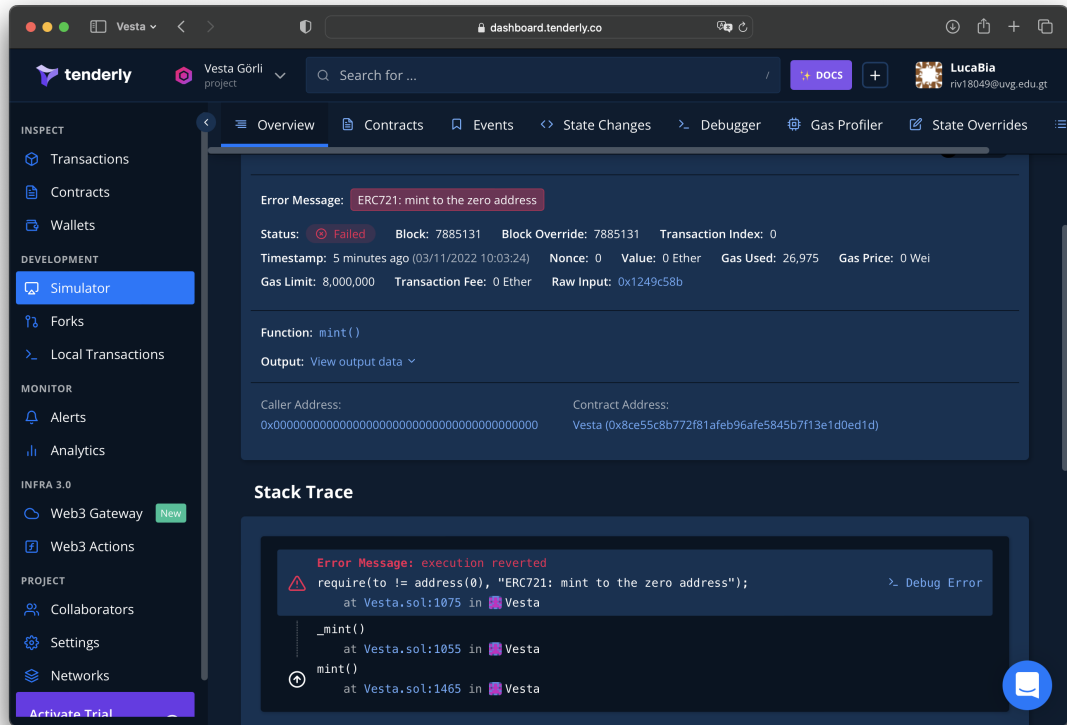 Vesta
dashboard.tenderly.co
tenderly
Vesta Görli
project
Search for ...
/
DOCS
+
LucaBia
riv18049@uvg.edu.gt
INSPECT
Transactions
Contracts
Wallets
DEVELOPMENT
Simulator
Forks
Local Transactions
MONITOR
Alerts
Analytics
INFRA 3.0
Web3 Gateway New
Web3 Actions
PROJECT
Collaborators
Settings
Networks
Activate Trial
Overview Contracts Events State Changes Debugger Gas Profiler State Overrides
Error Message: ERC721: mint to the zero address
Status: Failed Block: 7885131 Block Override: 7885131 Transaction Index: 0
Timestamp: 5 minutes ago (03/11/2022 10:03:24) Nonce: 0 Value: 0 Ether Gas Used: 26,975 Gas Price: 0 Wei
Gas Limit: 8,000,000 Transaction Fee: 0 Ether Raw Input: 0x1249c58b
Function: mint()
Output: View output data
Caller Address:
0x0000000000000000000000000000000000000000
Contract Address:
Vesta (0x8ce55c8b772f81afeb96afe5845b7f13e1d0ed1d)
Stack Trace
Error Message: execution reverted
require(to != address(0), "ERC721: mint to the zero address");
at Vesta.sol:1075 in Vesta
>_ Debug Error
_mint()
at Vesta.sol:1055 in Vesta
mint()
at Vesta.sol:1465 in Vesta